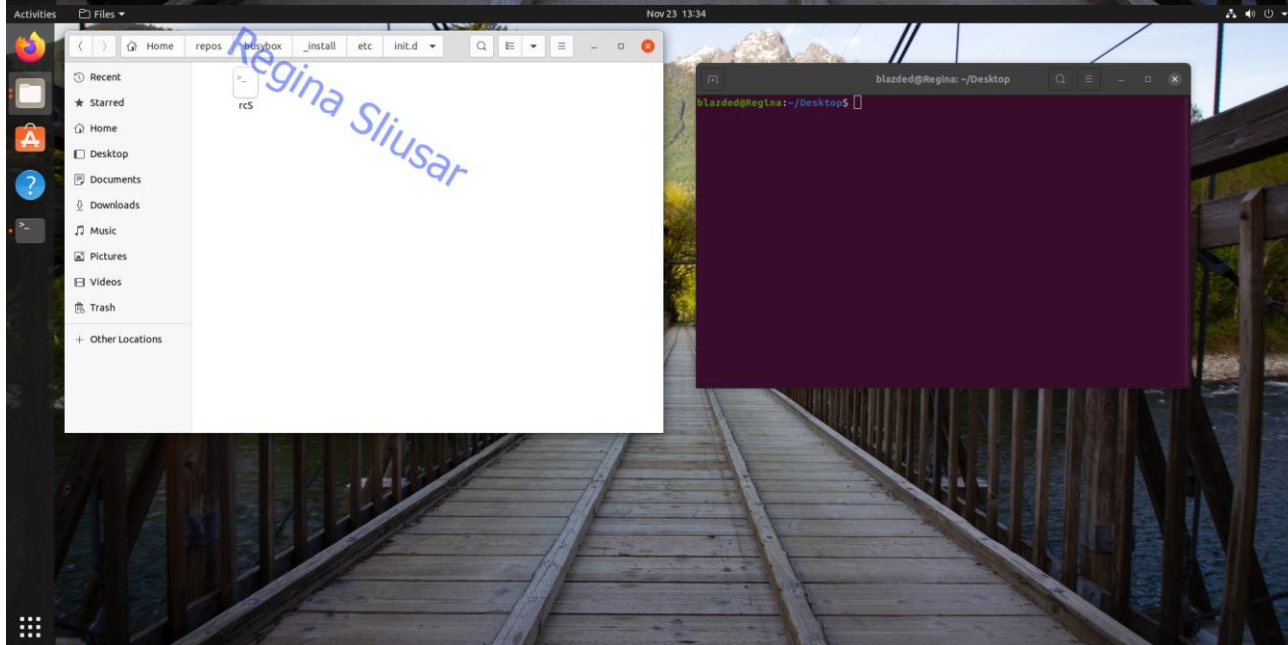 Activities Files Nov 23 13:34
Home repos busybox _install etc init.d
Regina Sliusar
Recent
Starred
Home
Desktop
Documents
Downloads
Music
Pictures
Videos
Trash
+ Other Locations
>_
rcS
blazded@Regina: ~/Desktop
blazded@Regina:~/Desktop$